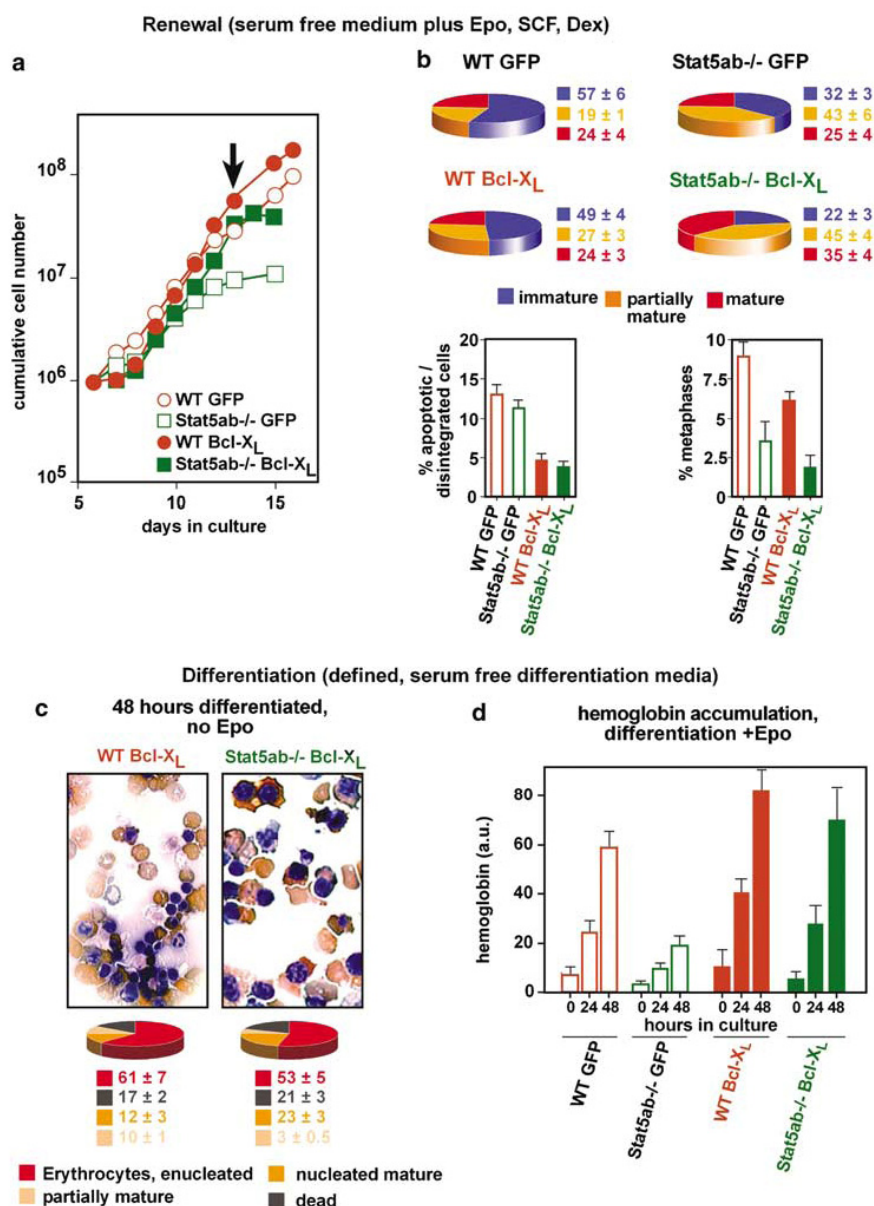 Renewal (serum free medium plus Epo, SCF, Dex)
a
cumulative cell number
10^8
10^7
10^6
10^5
WT GFP
Stat5ab-/- GFP
WT Bcl-XL
Stat5ab-/- Bcl-XL
5 10 15
days in culture
b
WT GFP
57 ± 6
19 ± 1
24 ± 4
Stat5ab-/- GFP
32 ± 3
43 ± 6
25 ± 4
WT Bcl-XL
49 ± 4
27 ± 3
24 ± 3
Stat5ab-/- Bcl-XL
22 ± 3
45 ± 4
35 ± 4
immature partially mature mature
% apoptotic /
disintegrated cells
20
15
10
5
0
WT GFP
Stat5ab-/- GFP
WT Bcl-XL
Stat5ab-/- Bcl-XL
% metaphases
10
7.5
5
2.5
0
WT GFP
Stat5ab-/- GFP
WT Bcl-XL
Stat5ab-/- Bcl-XL
Differentiation (defined, serum free differentiation media)
c
48 hours differentiated,
no Epo
WT Bcl-XL
Stat5ab-/- Bcl-XL
61 ± 7
17 ± 2
12 ± 3
10 ± 1
53 ± 5
21 ± 3
23 ± 3
3 ± 0.5
Erythrocytes, enucleated
partially mature
nucleated mature
dead
d
hemoglobin accumulation,
differentiation +Epo
hemoglobin (a.u.)
80
60
40
20
0
0 24 48 0 24 48 0 24 48 0 24 48
hours in culture
WT GFP
Stat5ab-/- GFP
WT Bcl-XL
Stat5ab-/- Bcl-XL